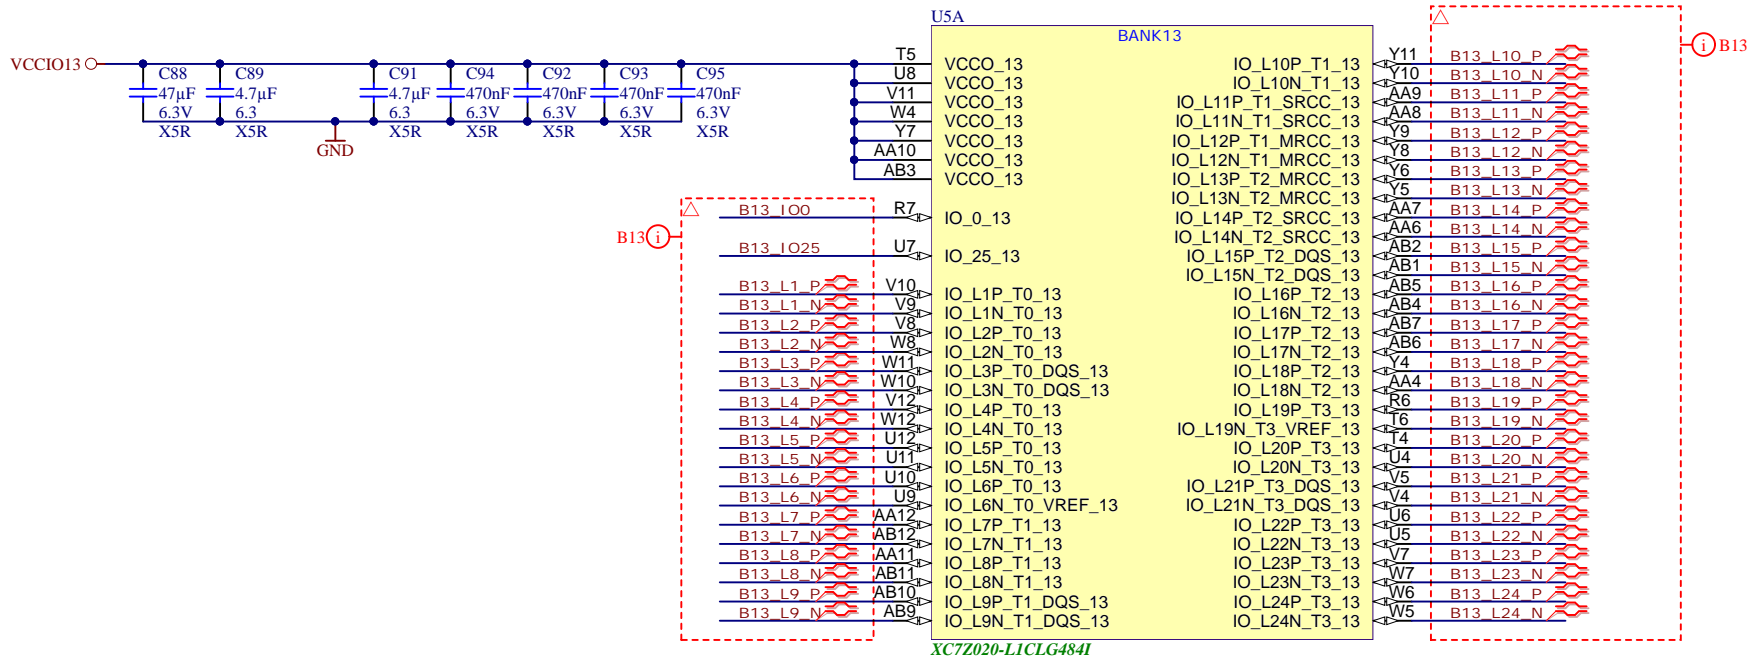 U5A
BANK13
VCCIO13
C88
47µF
6.3V
X5R
C89
4.7µF
6.3
X5R
C91
4.7µF
6.3
X5R
C94
470nF
6.3V
X5R
C92
470nF
6.3V
X5R
C93
470nF
6.3V
X5R
C95
470nF
6.3V
X5R
GND
T5 VCCO_13
U8 VCCO_13
V11 VCCO_13
W4 VCCO_13
Y7 VCCO_13
AA10 VCCO_13
AB3 VCCO_13
B13 i
B13_IO0 R7 IO_0_13
B13_IO25 U7 IO_25_13
B13_L1_P V10 IO_L1P_T0_13
B13_L1_N V9 IO_L1N_T0_13
B13_L2_P V8 IO_L2P_T0_13
B13_L2_N W8 IO_L2N_T0_13
B13_L3_P W11 IO_L3P_T0_DQS_13
B13_L3_N W10 IO_L3N_T0_DQS_13
B13_L4_P V12 IO_L4P_T0_13
B13_L4_N W12 IO_L4N_T0_13
B13_L5_P U12 IO_L5P_T0_13
B13_L5_N U11 IO_L5N_T0_13
B13_L6_P U10 IO_L6P_T0_13
B13_L6_N U9 IO_L6N_T0_VREF_13
B13_L7_P AA12 IO_L7P_T1_13
B13_L7_N AB12 IO_L7N_T1_13
B13_L8_P AA11 IO_L8P_T1_13
B13_L8_N AB11 IO_L8N_T1_13
B13_L9_P AB10 IO_L9P_T1_DQS_13
B13_L9_N AB9 IO_L9N_T1_DQS_13
IO_L10P_T1_13 Y11 B13_L10_P
IO_L10N_T1_13 Y10 B13_L10_N
IO_L11P_T1_SRCC_13 AA9 B13_L11_P
IO_L11N_T1_SRCC_13 AA8 B13_L11_N
IO_L12P_T1_MRCC_13 Y9 B13_L12_P
IO_L12N_T1_MRCC_13 Y8 B13_L12_N
IO_L13P_T2_MRCC_13 Y6 B13_L13_P
IO_L13N_T2_MRCC_13 Y5 B13_L13_N
IO_L14P_T2_SRCC_13 AA7 B13_L14_P
IO_L14N_T2_SRCC_13 AA6 B13_L14_N
IO_L15P_T2_DQS_13 AB2 B13_L15_P
IO_L15N_T2_DQS_13 AB1 B13_L15_N
IO_L16P_T2_13 AB5 B13_L16_P
IO_L16N_T2_13 AB4 B13_L16_N
IO_L17P_T2_13 AB7 B13_L17_P
IO_L17N_T2_13 AB6 B13_L17_N
IO_L18P_T2_13 Y4 B13_L18_P
IO_L18N_T2_13 AA4 B13_L18_N
IO_L19P_T3_13 R6 B13_L19_P
IO_L19N_T3_VREF_13 T6 B13_L19_N
IO_L20P_T3_13 T4 B13_L20_P
IO_L20N_T3_13 U4 B13_L20_N
IO_L21P_T3_DQS_13 V5 B13_L21_P
IO_L21N_T3_DQS_13 V4 B13_L21_N
IO_L22P_T3_13 U6 B13_L22_P
IO_L22N_T3_13 U5 B13_L22_N
IO_L23P_T3_13 V7 B13_L23_P
IO_L23N_T3_13 W7 B13_L23_N
IO_L24P_T3_13 W6 B13_L24_P
IO_L24N_T3_13 W5 B13_L24_N
i B13
XC7Z020-L1CLG484I